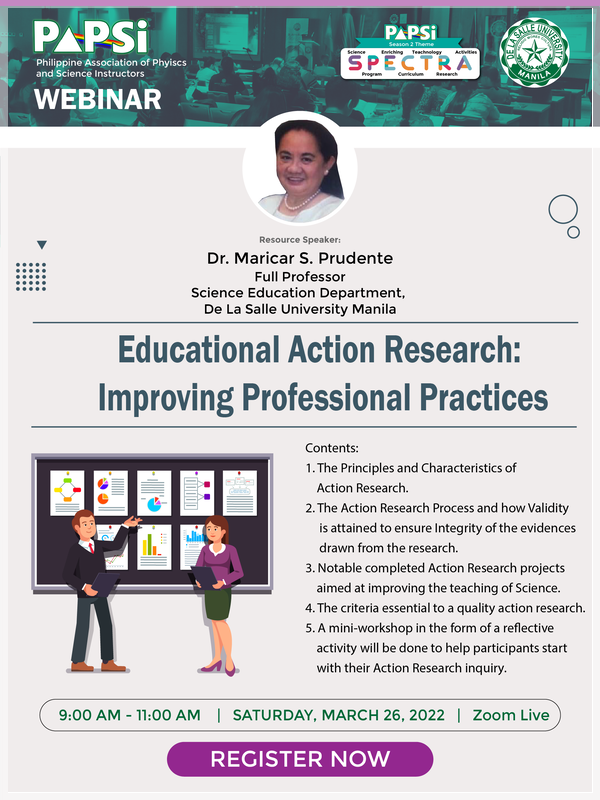 PAPSi
Philippine Association of Phyiscs
and Science Instructors
WEBINAR
PAPSi
Season 2 Theme
Science Enriching Teechnology Activities
SPECTRA
Program Curriculum Research
DE LA SALLE UNIVERSITY
MANILA
Resource Speaker:
Dr. Maricar S. Prudente
Full Professor
Science Education Department,
De La Salle University Manila
Educational Action Research:
Improving Professional Practices
Contents:
1. The Principles and Characteristics of
Action Research.
2. The Action Research Process and how Validity
is attained to ensure Integrity of the evidences
drawn from the research.
3. Notable completed Action Research projects
aimed at improving the teaching of Science.
4. The criteria essential to a quality action research.
5. A mini-workshop in the form of a reflective
activity will be done to help participants start
with their Action Research inquiry.
9:00 AM - 11:00 AM | SATURDAY, MARCH 26, 2022 | Zoom Live
REGISTER NOW